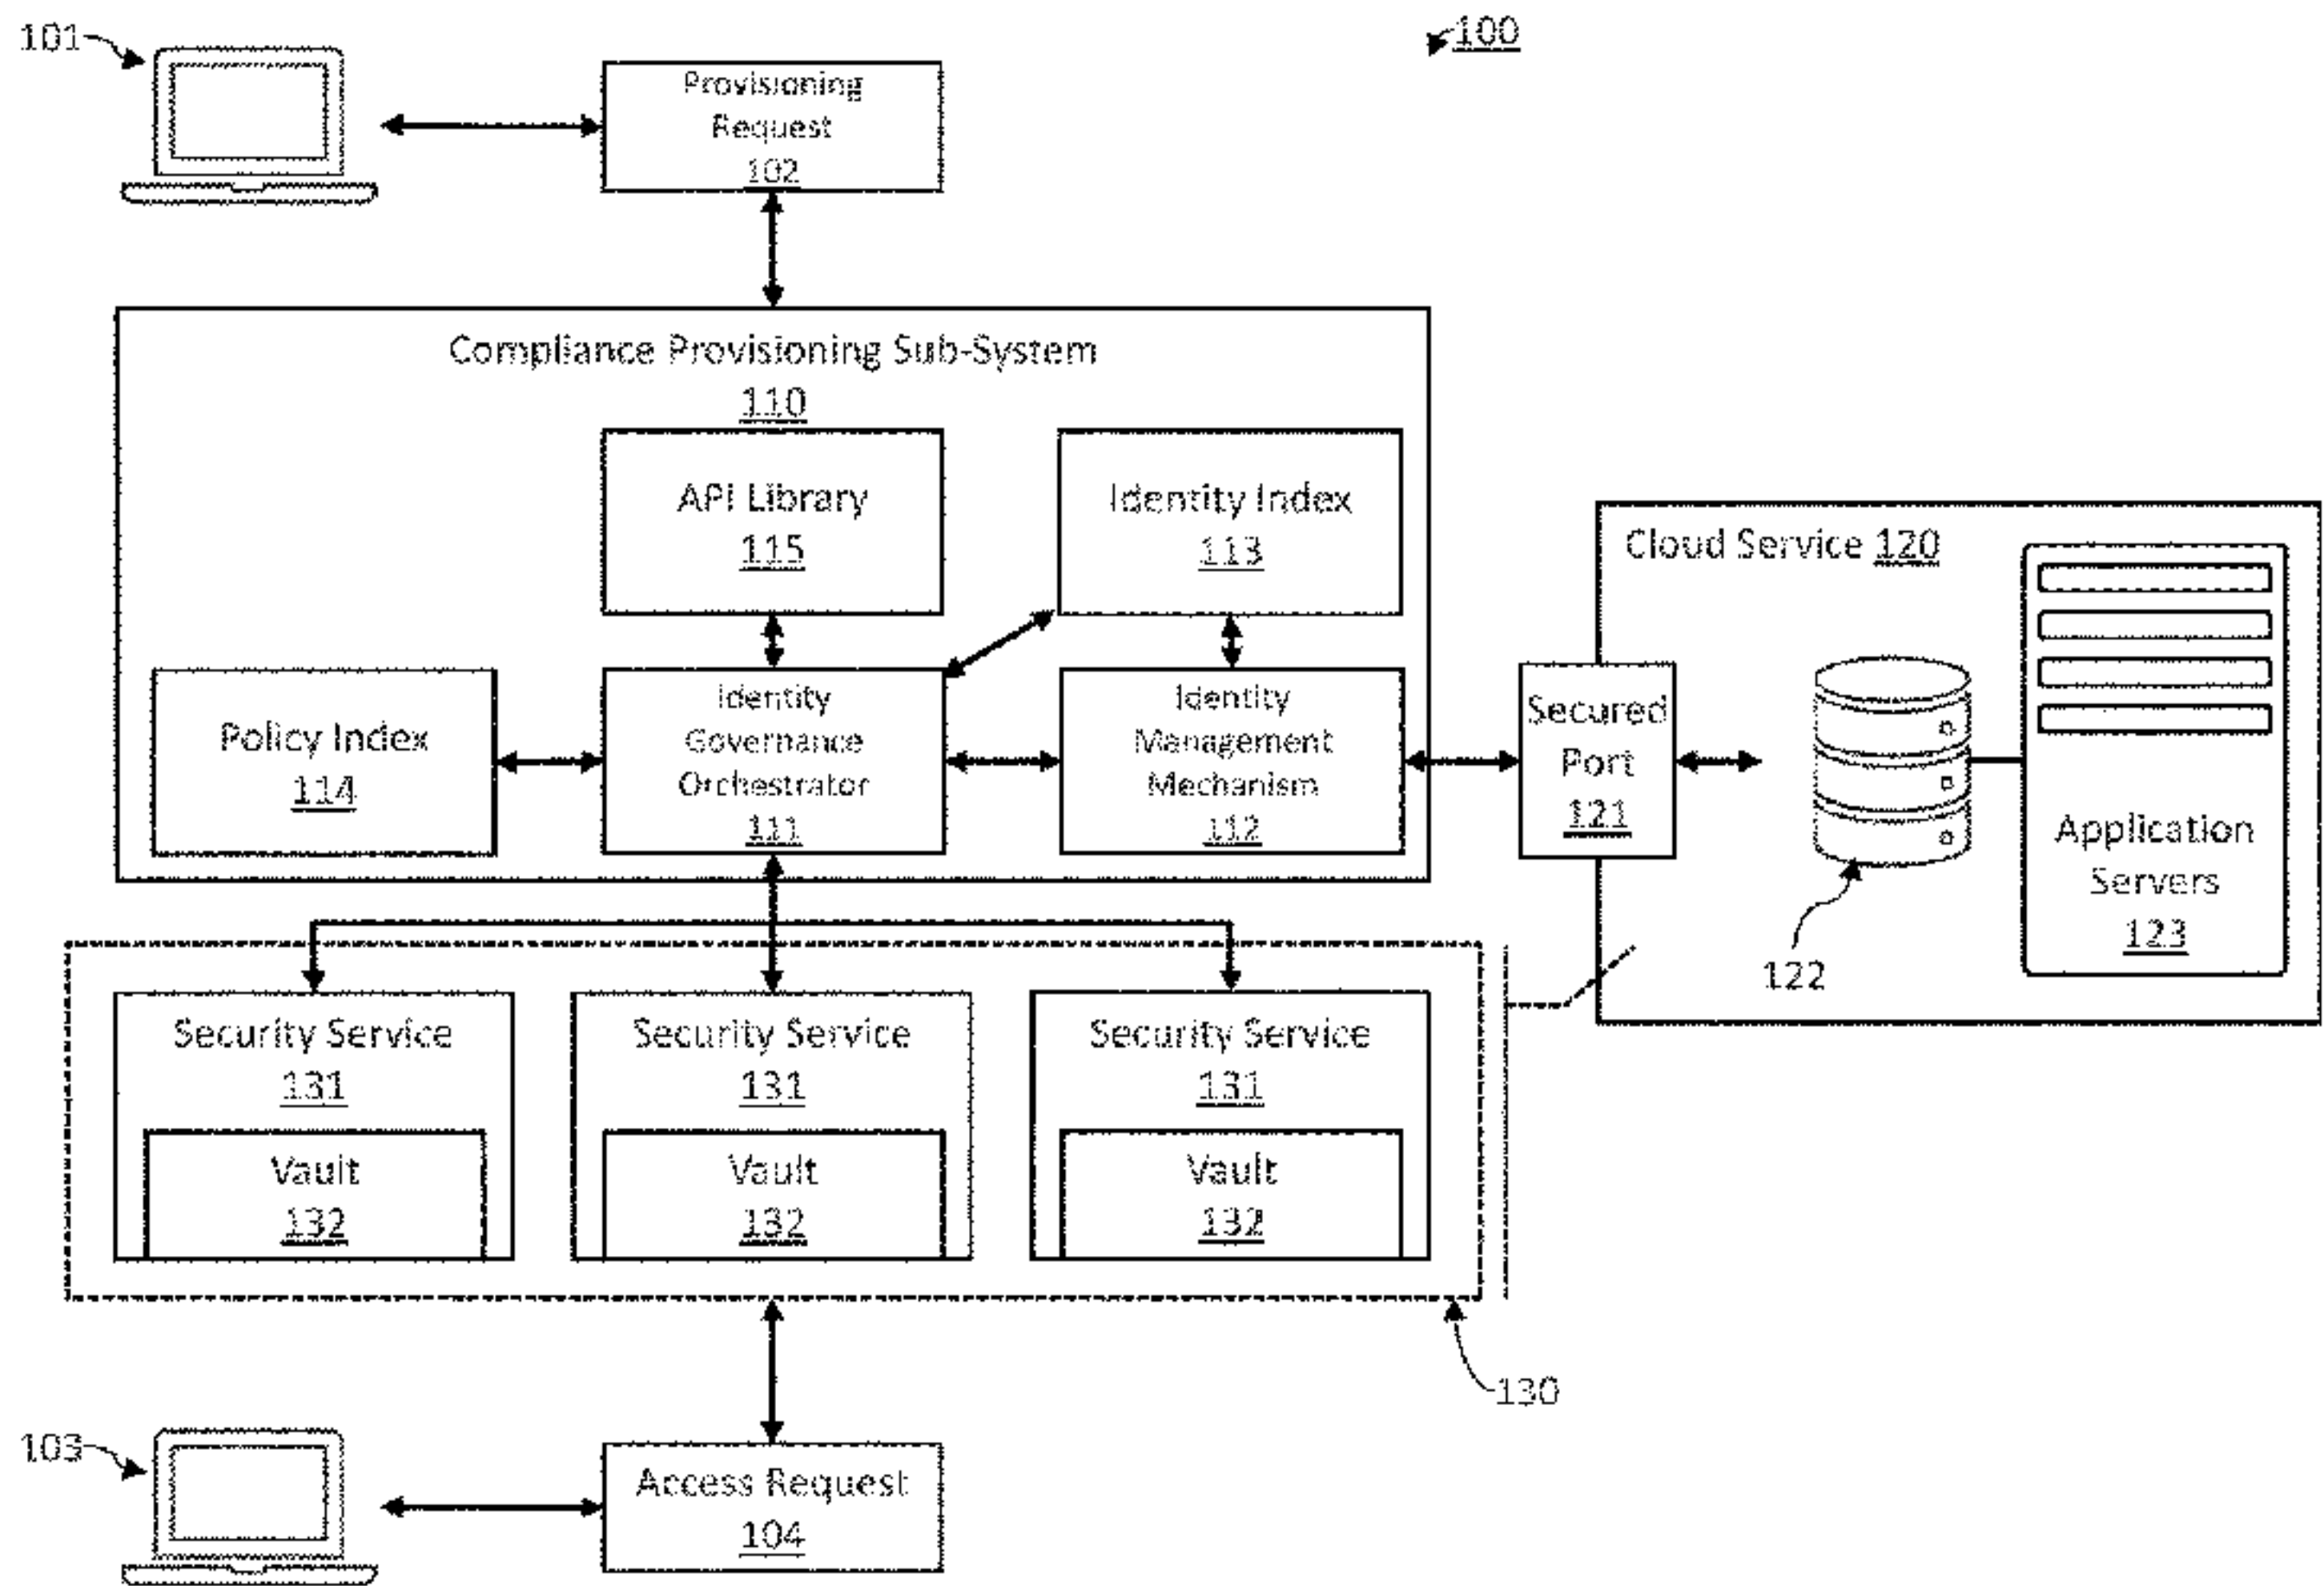 101
100
Provisioning
Request
102
Compliance Provisioning Sub-System
110
API Library
115
Identity Index
113
Cloud Service 120
Policy Index
114
Identity
Governance
Orchestrator
111
Identity
Management
Mechanism
112
Secured
Port
121
122
Application
Servers
123
Security Service
131
Vault
132
Security Service
131
Vault
132
Security Service
131
Vault
132
130
103
Access Request
104